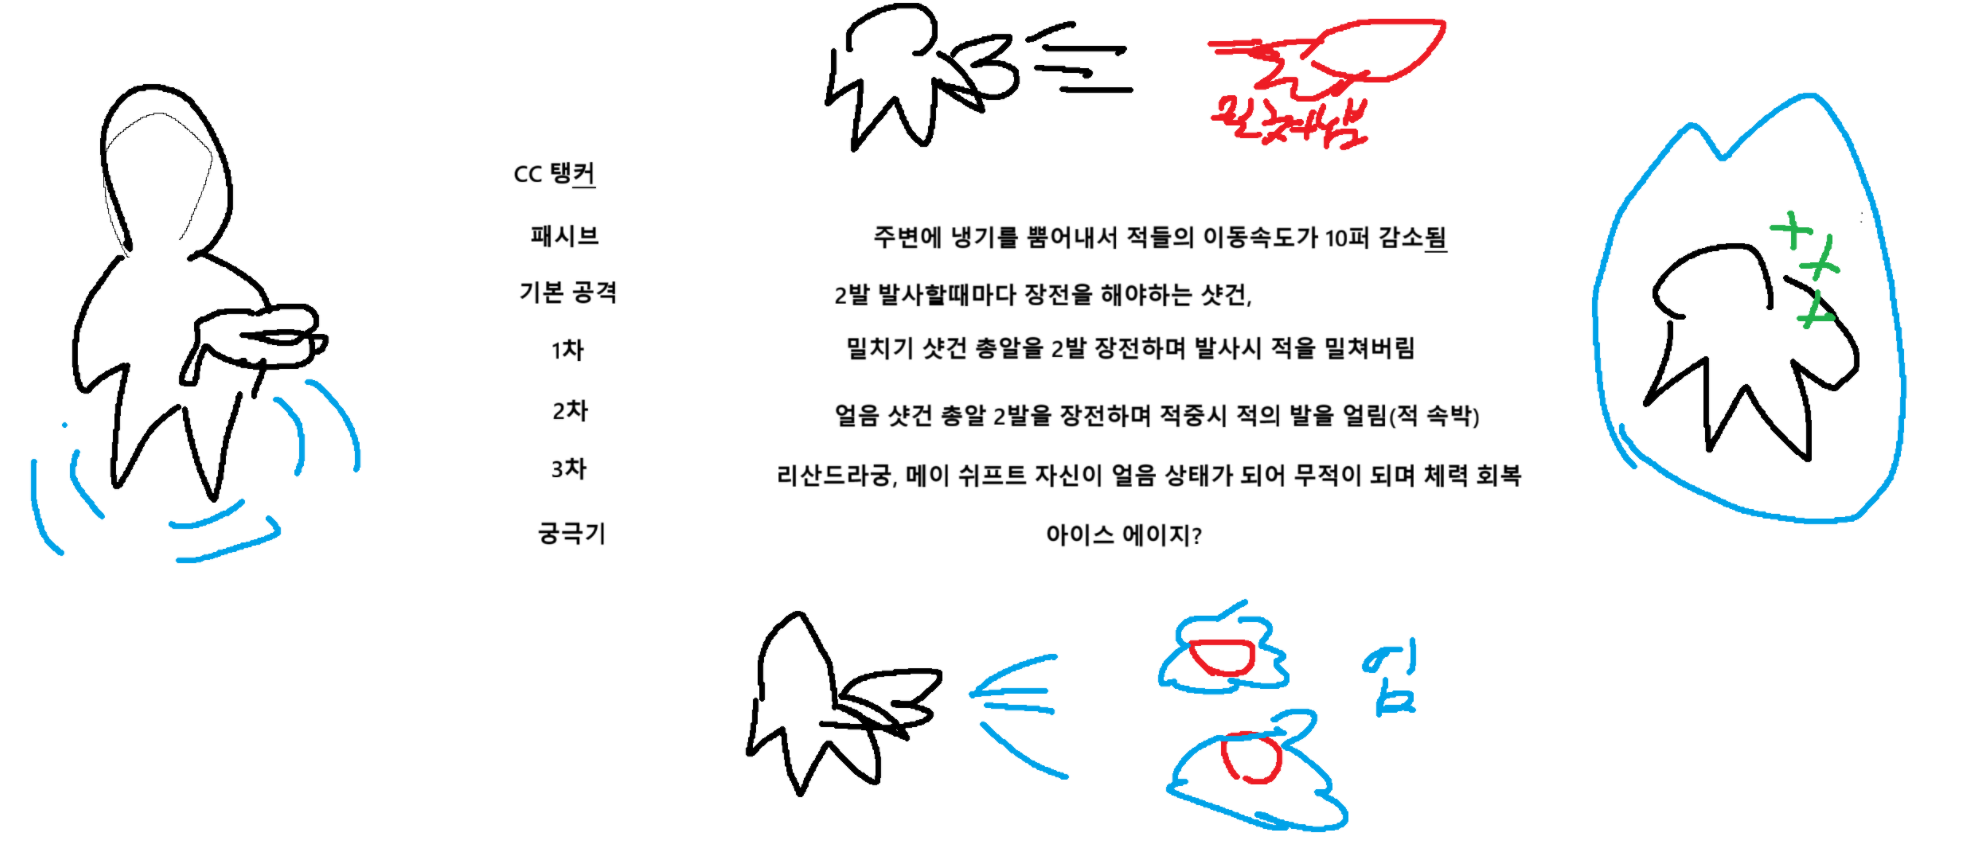 CC 탱커
패시브 주변에 냉기를 뿜어내서 적들의 이동속도가 10퍼 감소됨
기본 공격 2발 발사할때마다 장전을 해야하는 샷건,
1차 밀치기 샷건 총알을 2발 장전하며 발사시 적을 밀쳐버림
2차 얼음 샷건 총알 2발을 장전하며 적중시 적의 발을 얼림(적 속박)
3차 리산드라궁, 메이 쉬프트 자신이 얼음 상태가 되어 무적이 되며 체력 회복
궁극기 아이스 에이지?